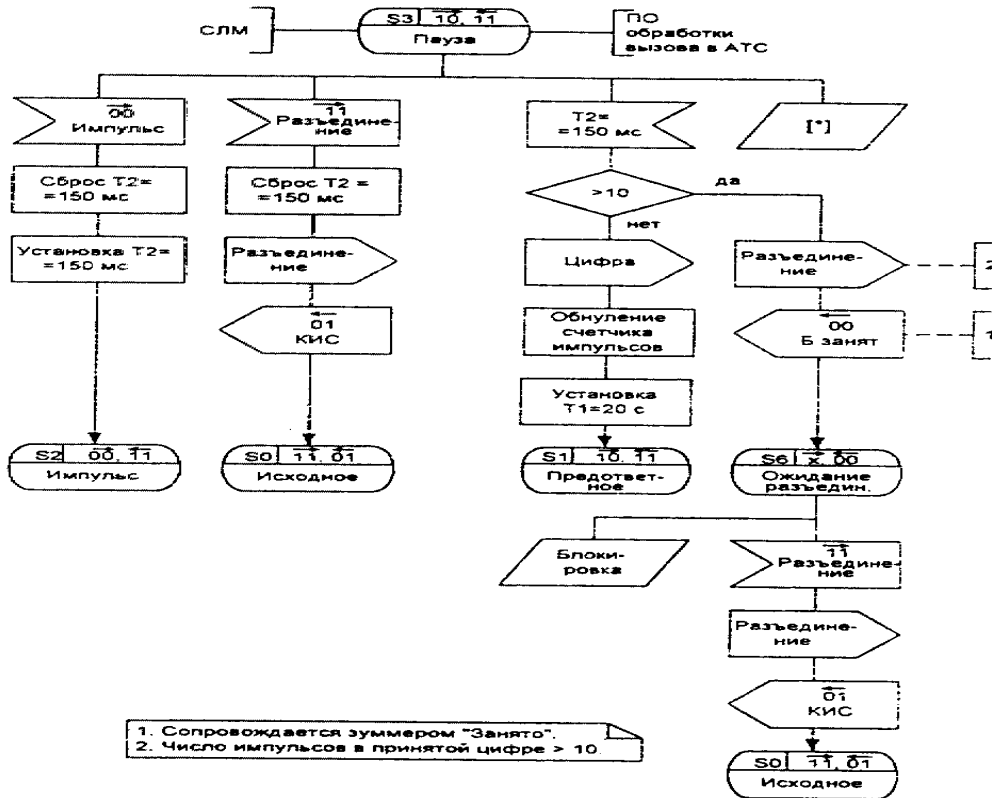 СЛМ
S3 10, 11
Пауза
ПО
обработки
вызова в АТС
00
Импульс
11
Разъедине-
ние
T2=
=150 мс
[*]
Сброс T2=
=150 мс
Сброс T2 =
=150 мс
>10
да
нет
Установка T2=
=150 мс
Разъедине-
ние
Цифра
Разъедине-
ние
2
01
КИС
Обнуление
счетчика
импульсов
00
Б занят
1
Установка
T1=20 с
S2 00, 11
Импульс
S0 11, 01
Исходное
S1 10, 11
Предответ-
ное
S6 x, 00
Ожидание
разъедин.
Блоки-
ровка
11
Разъедине-
ние
Разъедине-
ние
01
КИС
1. Сопровождается зуммером "Занято".
2. Число импульсов в принятой цифре > 10.
S0 11, 01
Исходное